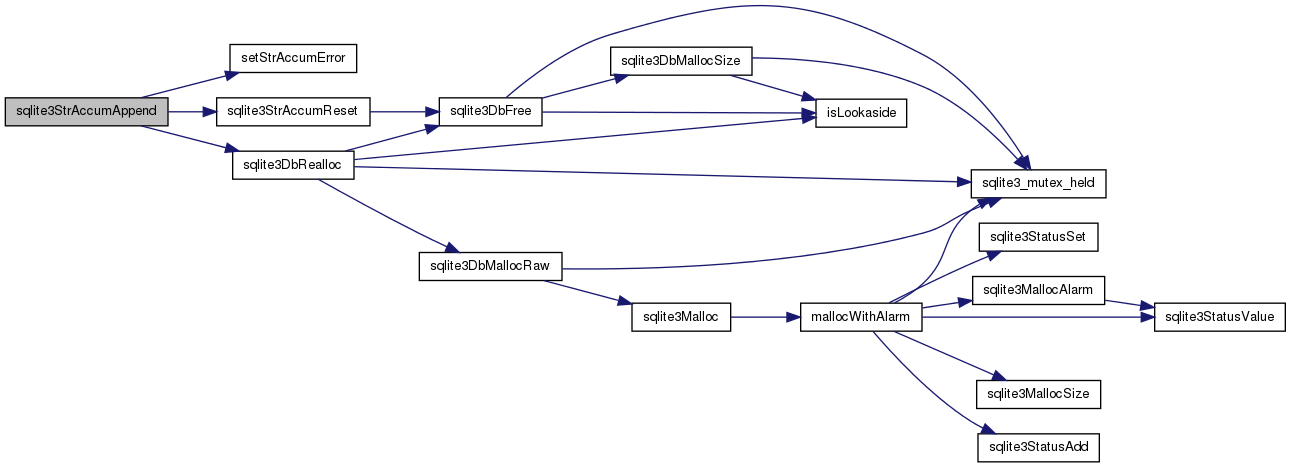 sqlite3StrAccumAppend
setStrAccumError
sqlite3StrAccumReset
sqlite3DbRealloc
sqlite3DbFree
sqlite3DbMallocSize
isLookaside
sqlite3_mutex_held
sqlite3DbMallocRaw
sqlite3Malloc
mallocWithAlarm
sqlite3StatusSet
sqlite3MallocAlarm
sqlite3StatusValue
sqlite3MallocSize
sqlite3StatusAdd